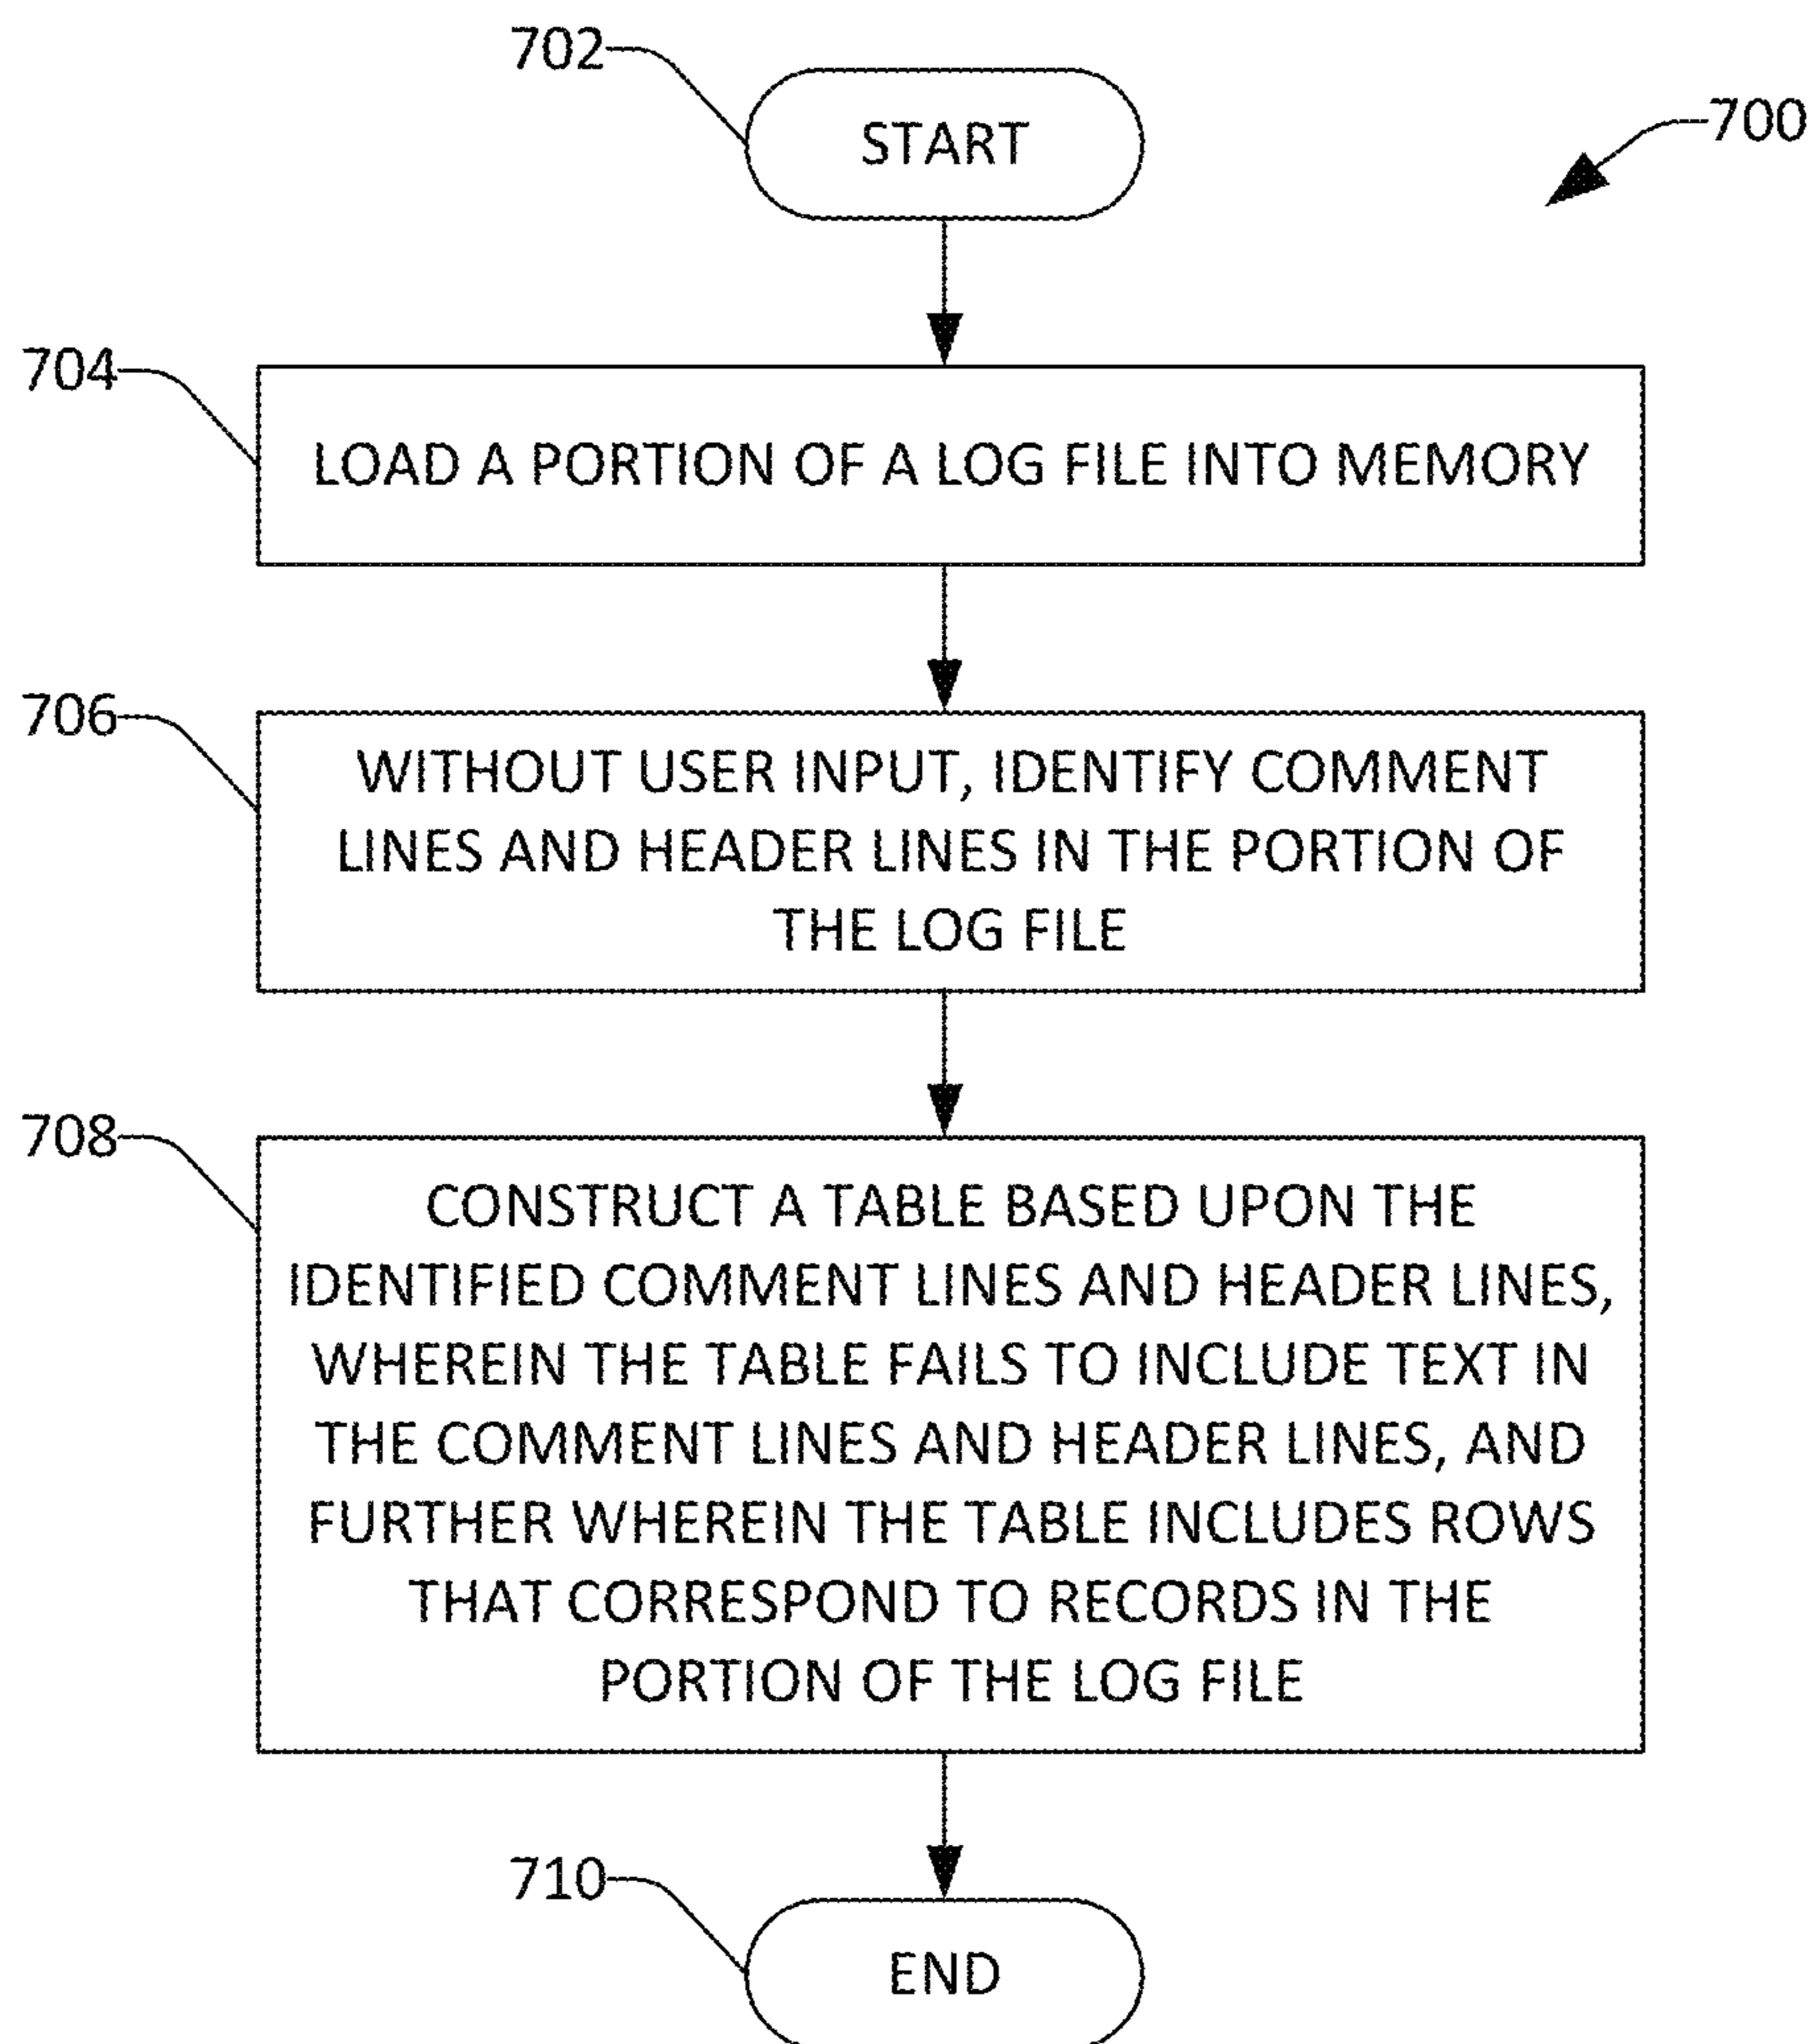 702
START
700
704
LOAD A PORTION OF A LOG FILE INTO MEMORY
706
WITHOUT USER INPUT, IDENTIFY COMMENT
LINES AND HEADER LINES IN THE PORTION OF
THE LOG FILE
708
CONSTRUCT A TABLE BASED UPON THE
IDENTIFIED COMMENT LINES AND HEADER LINES,
WHEREIN THE TABLE FAILS TO INCLUDE TEXT IN
THE COMMENT LINES AND HEADER LINES, AND
FURTHER WHEREIN THE TABLE INCLUDES ROWS
THAT CORRESPOND TO RECORDS IN THE
PORTION OF THE LOG FILE
710
END